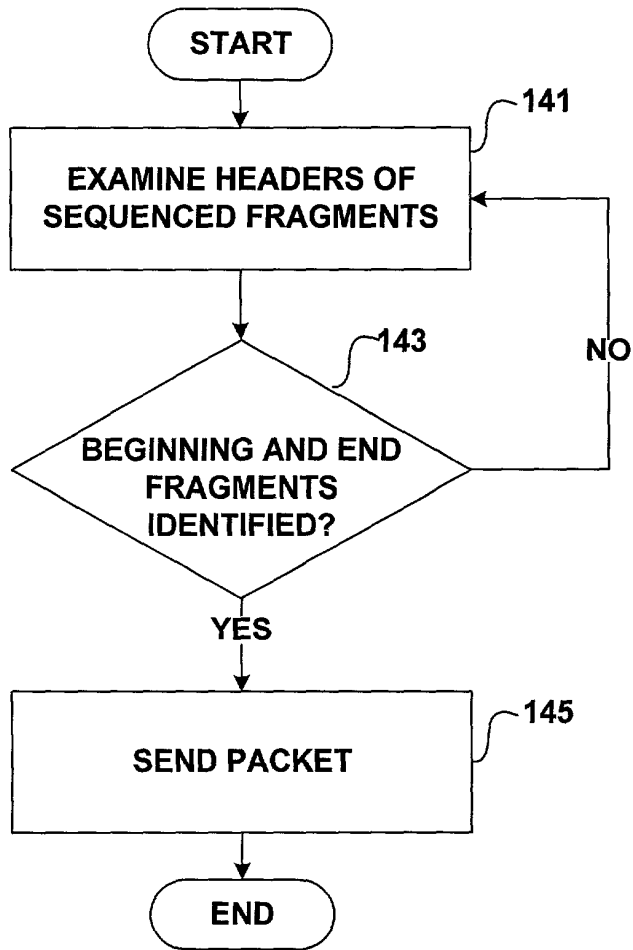 START
141
EXAMINE HEADERS OF
SEQUENCED FRAGMENTS
143
NO
BEGINNING AND END
FRAGMENTS
IDENTIFIED?
YES
145
SEND PACKET
END